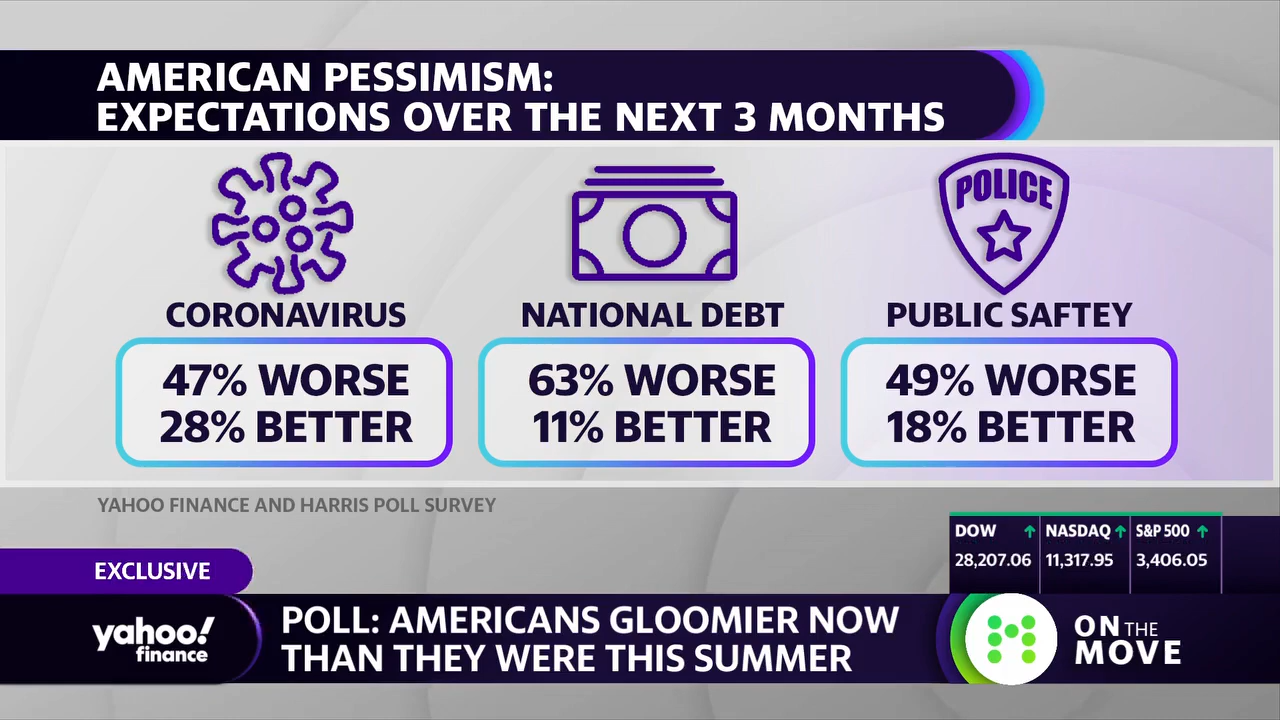 AMERICAN PESSIMISM:
EXPECTATIONS OVER THE NEXT 3 MONTHS
POLICE
CORONAVIRUS
47% WORSE
28% BETTER
NATIONAL DEBT
63% WORSE
11% BETTER
PUBLIC SAFTEY
49% WORSE
18% BETTER
YAHOO FINANCE AND HARRIS POLL SURVEY
DOW
28,207.06
NASDAQ
11,317.95
S&P 500
3,406.05
EXCLUSIVE
yahoo!
finance
POLL: AMERICANS GLOOMIER NOW
THAN THEY WERE THIS SUMMER
ON THE
MOVE